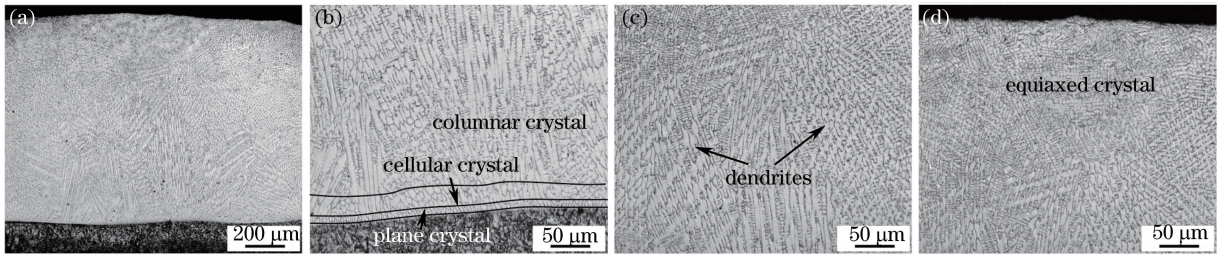 (a)
200 μm
(b)
columnar crystal
cellular crystal
plane crystal
50 μm
(c)
dendrites
50 μm
(d)
equiaxed crystal
50 μm